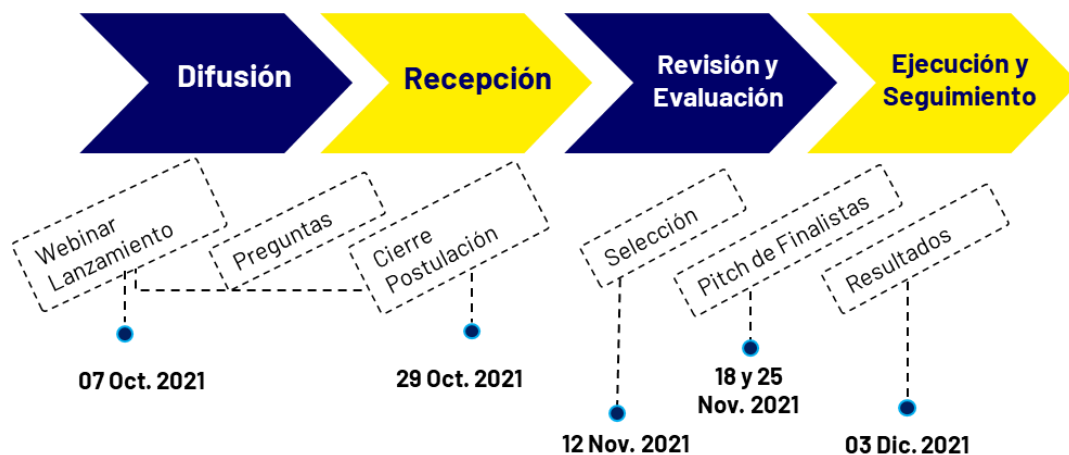 Difusión
Recepción
Revisión y
Evaluación
Ejecución y
Seguimiento
Webinar
Lanzamiento
Preguntas
Cierre
Postulación
Selección
Pitch de Finalistas
Resultados
07 Oct. 2021
29 Oct. 2021
12 Nov. 2021
18 y 25
Nov. 2021
03 Dic. 2021